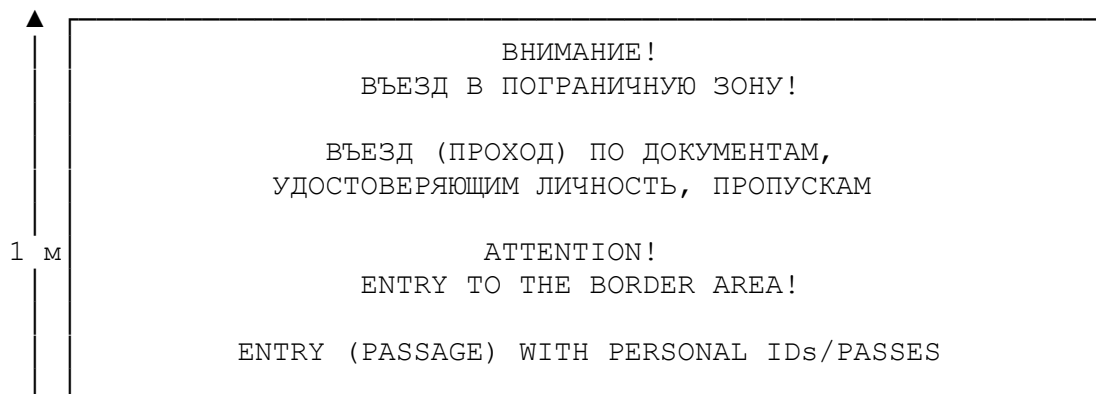 ВНИМАНИЕ!
ВЪЕЗД В ПОГРАНИЧНУЮ ЗОНУ!
ВЪЕЗД (ПРОХОД) ПО ДОКУМЕНТАМ,
УДОСТОВЕРЯЮЩИМ ЛИЧНОСТЬ, ПРОПУСКАМ
1 м
ATTENTION!
ENTRY TO THE BORDER AREA!
ENTRY (PASSAGE) WITH PERSONAL IDs/PASSES